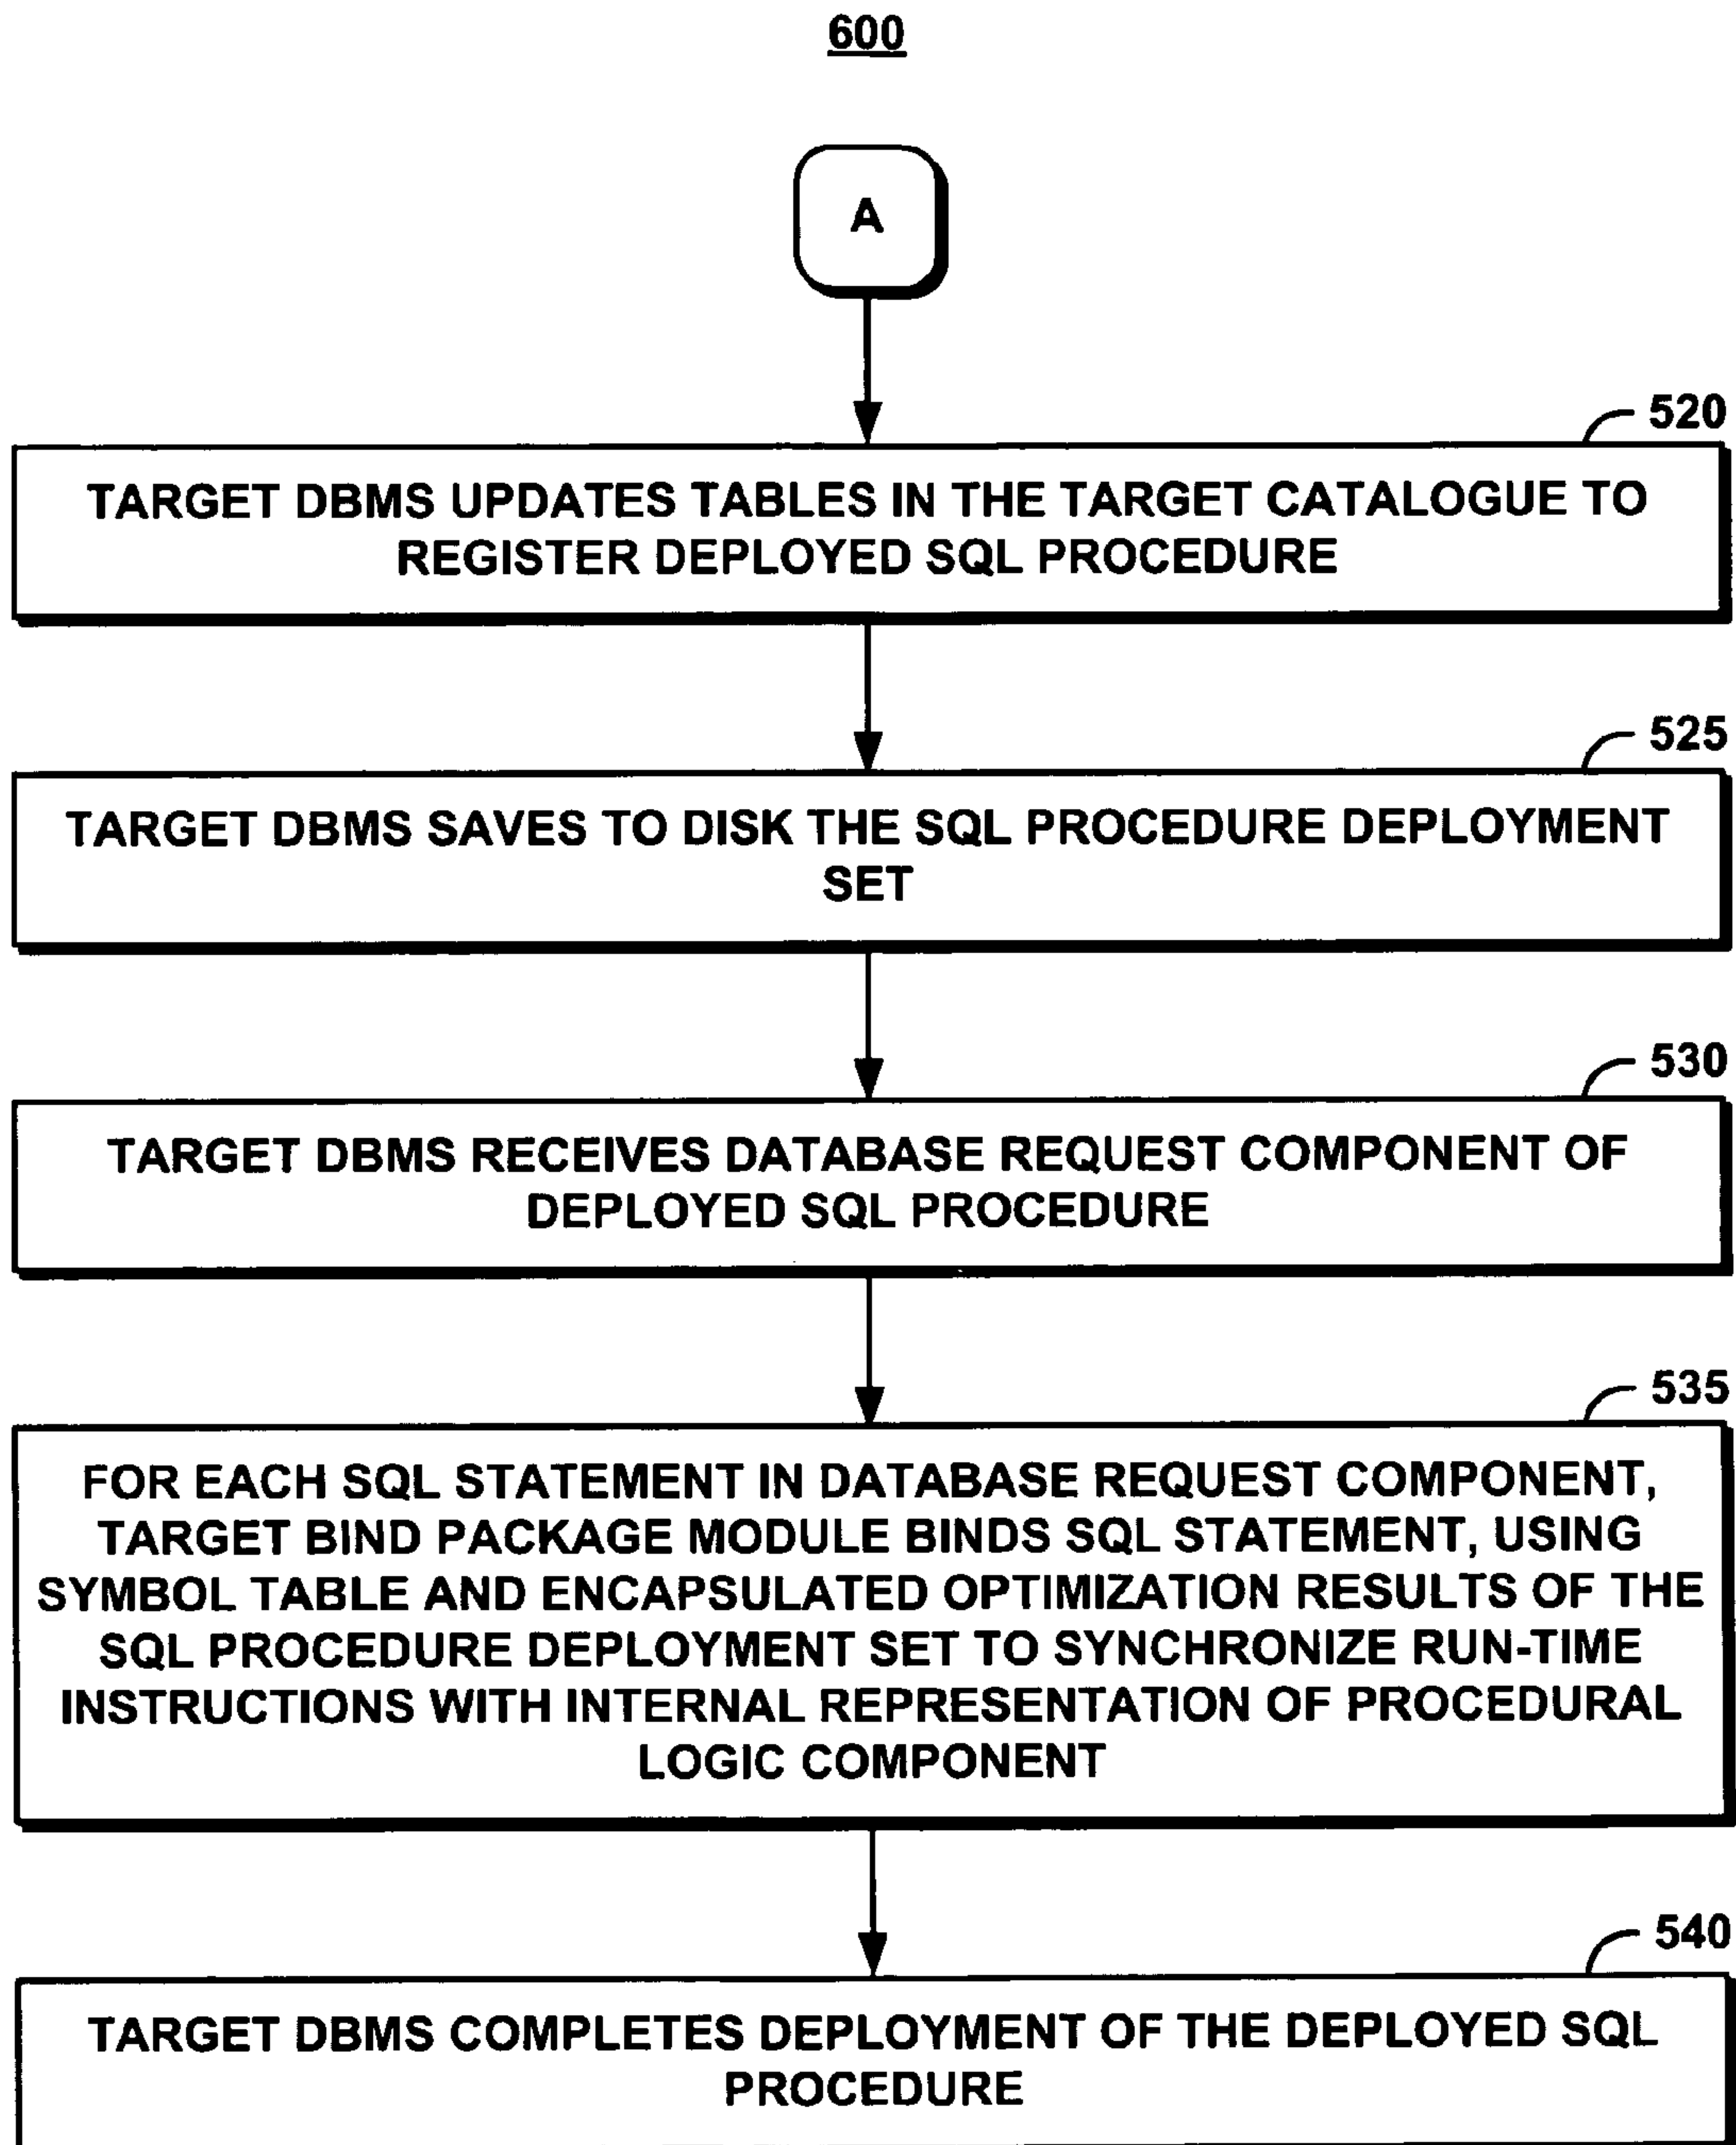 600
A
520
TARGET DBMS UPDATES TABLES IN THE TARGET CATALOGUE TO
REGISTER DEPLOYED SQL PROCEDURE
525
TARGET DBMS SAVES TO DISK THE SQL PROCEDURE DEPLOYMENT
SET
530
TARGET DBMS RECEIVES DATABASE REQUEST COMPONENT OF
DEPLOYED SQL PROCEDURE
535
FOR EACH SQL STATEMENT IN DATABASE REQUEST COMPONENT,
TARGET BIND PACKAGE MODULE BINDS SQL STATEMENT, USING
SYMBOL TABLE AND ENCAPSULATED OPTIMIZATION RESULTS OF THE
SQL PROCEDURE DEPLOYMENT SET TO SYNCHRONIZE RUN-TIME
INSTRUCTIONS WITH INTERNAL REPRESENTATION OF PROCEDURAL
LOGIC COMPONENT
540
TARGET DBMS COMPLETES DEPLOYMENT OF THE DEPLOYED SQL
PROCEDURE